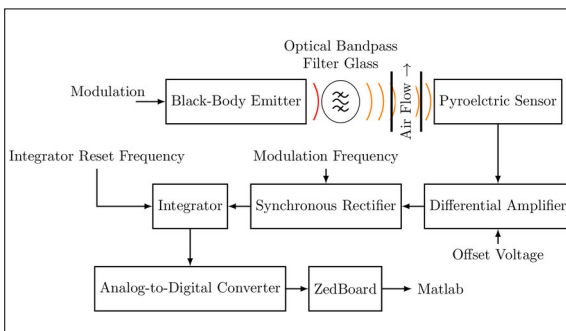 Optical Bandpass
Filter Glass
Modulation
Black-Body Emitter
Air Flow →
Pyroelctric Sensor
Integrator Reset Frequency
Modulation Frequency
Integrator
Synchronous Rectifier
Differential Amplifier
Offset Voltage
Analog-to-Digital Converter
ZedBoard
Matlab